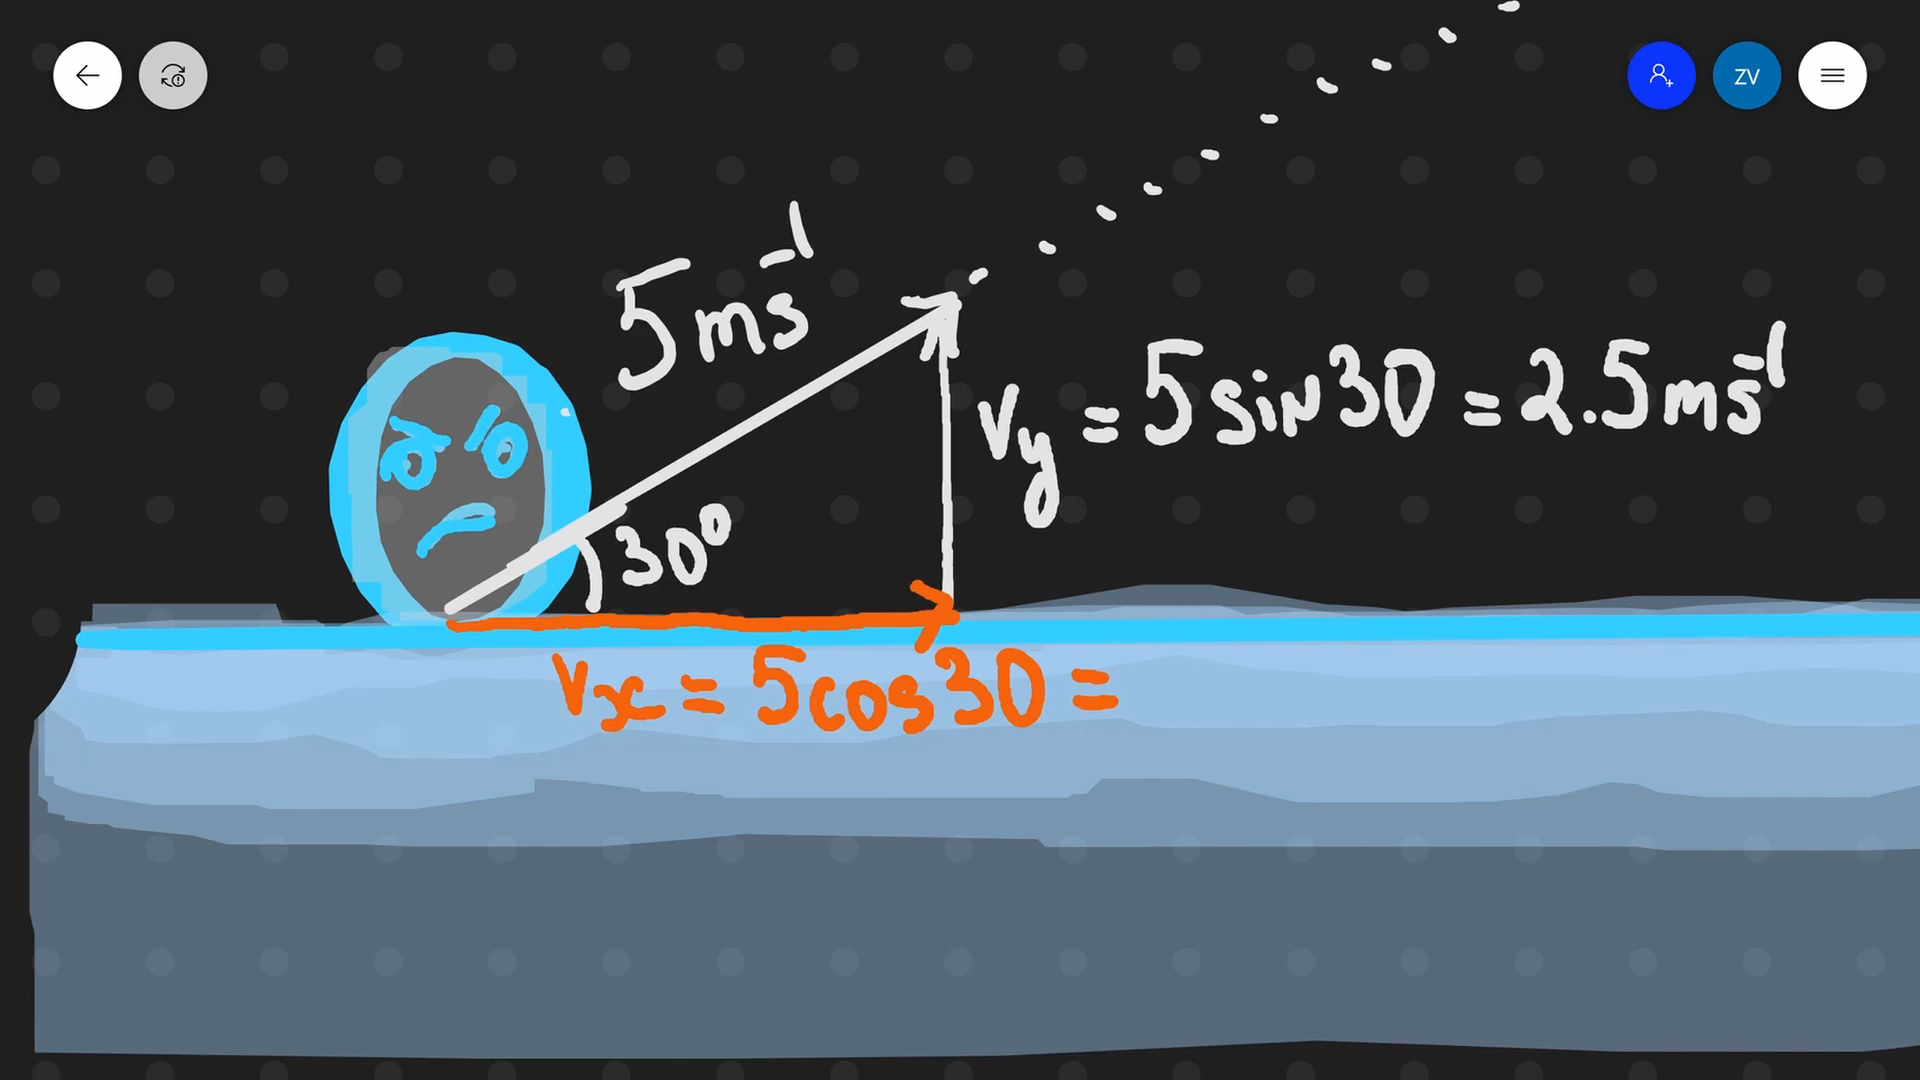 ZV
5ms⁻¹
Vy = 5sin30 = 2.5ms⁻¹
30°
Vx = 5cos30 =